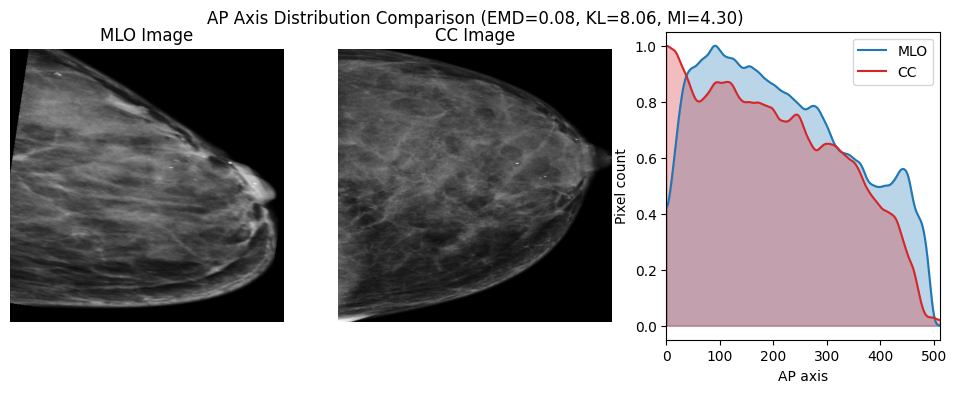 AP Axis Distribution Comparison (EMD=0.08, KL=8.06, MI=4.30)
MLO Image
CC Image
MLO
CC
1.0
0.8
0.6
0.4
0.2
0.0
Pixel count
0
100
200
300
400
500
AP axis